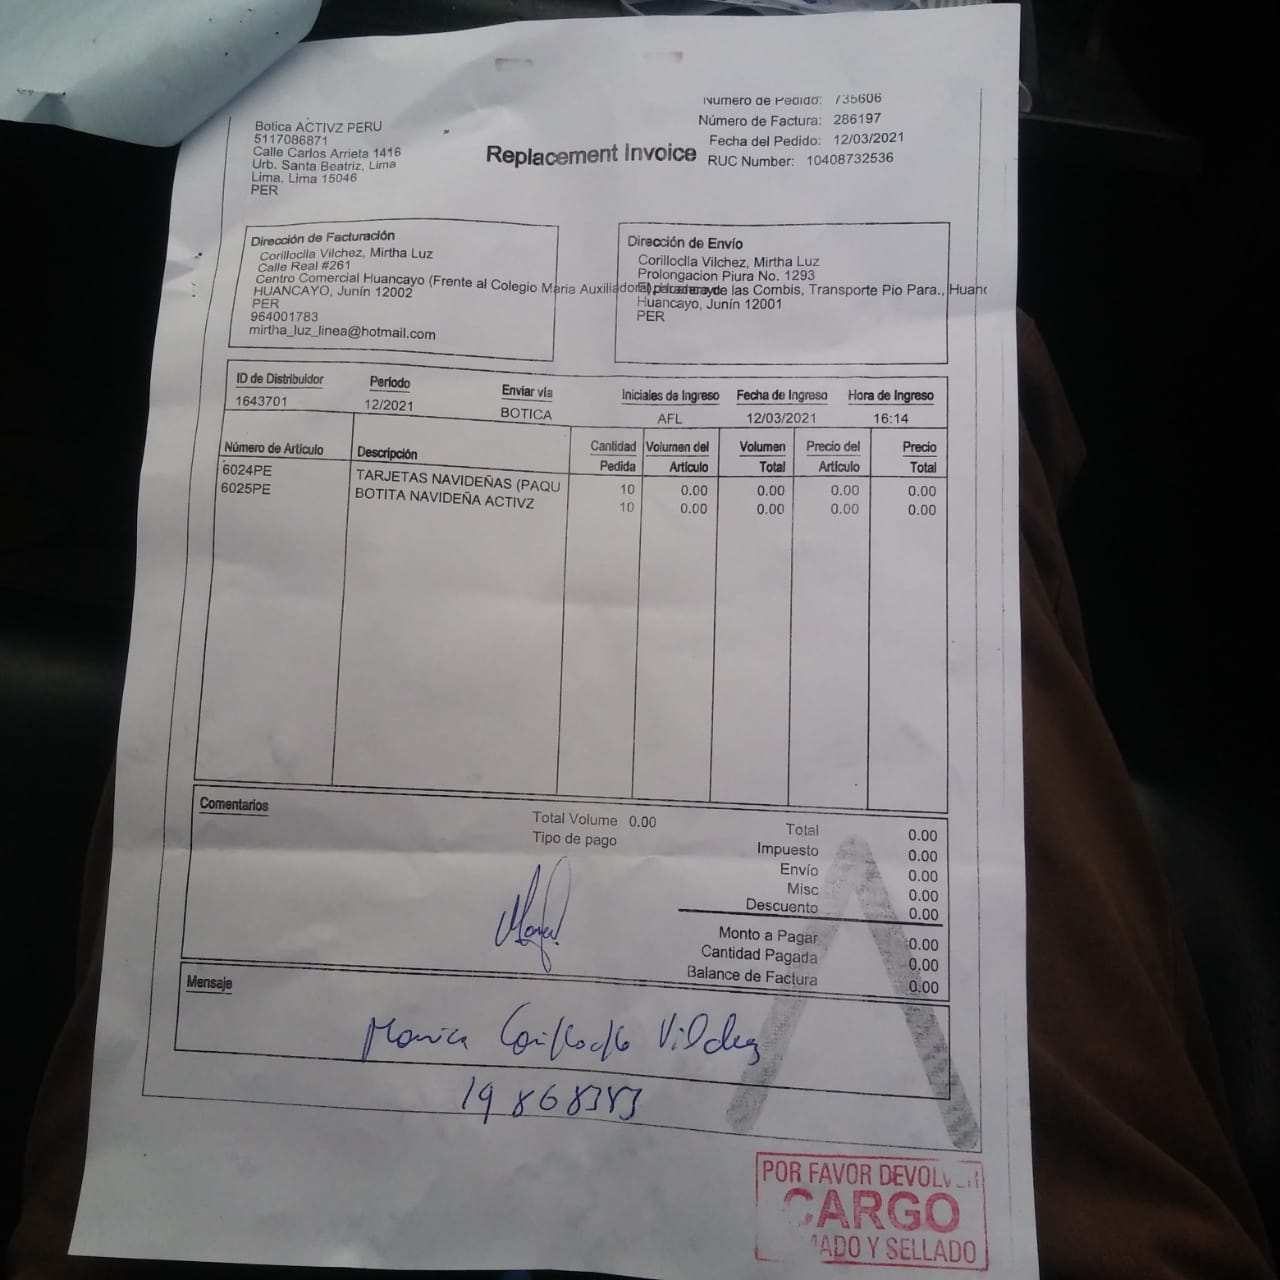 Botica ACTIVZ PERU
5117086871
Calle Carlos Arrieta 1416
Urb. Santa Beatriz, Lima
Lima, Lima 15046
PER
Replacement Invoice
Numero de Pedido: 735606
Número de Factura: 286197
Fecha del Pedido: 12/03/2021
RUC Number: 10408732536
Dirección de Facturación
Corilloclla Vilchez, Mirtha Luz
Calle Real #261
Centro Comercial Huancayo (Frente al Colegio Maria Auxiliadora)
HUANCAYO, Junín 12002
PER
964001783
mirtha_luz_linea@hotmail.com
Dirección de Envío
Corilloclla Vilchez, Mirtha Luz
Prolongacion Piura No. 1293
de las Combis, Transporte Pio Para., Huanc
Huancayo, Junín 12001
PER
ID de Distribuidor Período Enviar vía Iniciales de Ingreso Fecha de Ingreso Hora de Ingreso
1643701 12/2021 BOTICA AFL 12/03/2021 16:14
Número de Artículo Descripción Cantidad Pedida Volumen del Artículo Volumen Total Precio del Artículo Precio Total
6024PE TARJETAS NAVIDEÑAS (PAQU 10 0.00 0.00 0.00 0.00
6025PE BOTITA NAVIDEÑA ACTIVZ 10 0.00 0.00 0.00 0.00
Comentarios
Total Volume 0.00
Tipo de pago
Total 0.00
Impuesto 0.00
Envío 0.00
Misc 0.00
Descuento 0.00
Monto a Pagar 0.00
Cantidad Pagada 0.00
Balance de Factura 0.00
Mensaje
Monica Corilloclla Vilchez
19868383
POR FAVOR DEVOLVER
CARGO
ADO Y SELLADO